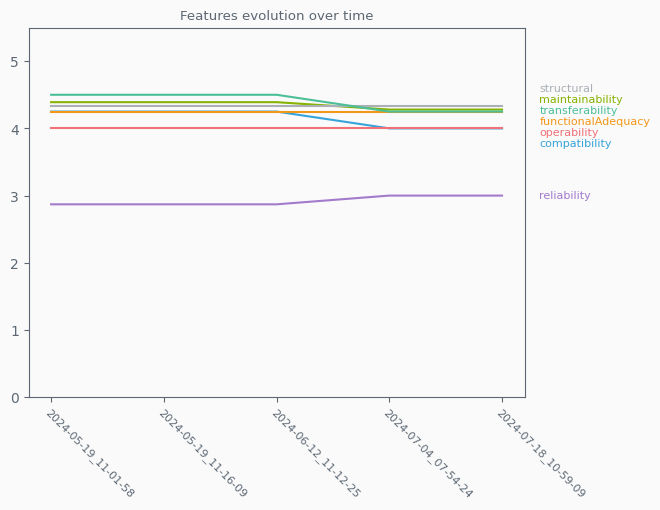 Features evolution over time
5
4
3
2
1
0
structural
maintainability
transferability
functionalAdequacy
operability
compatibility
reliability
2024-05-19_11-01-58
2024-05-19_11-16-09
2024-06-12_11-12-25
2024-07-04_07-54-24
2024-07-18_10-59-09